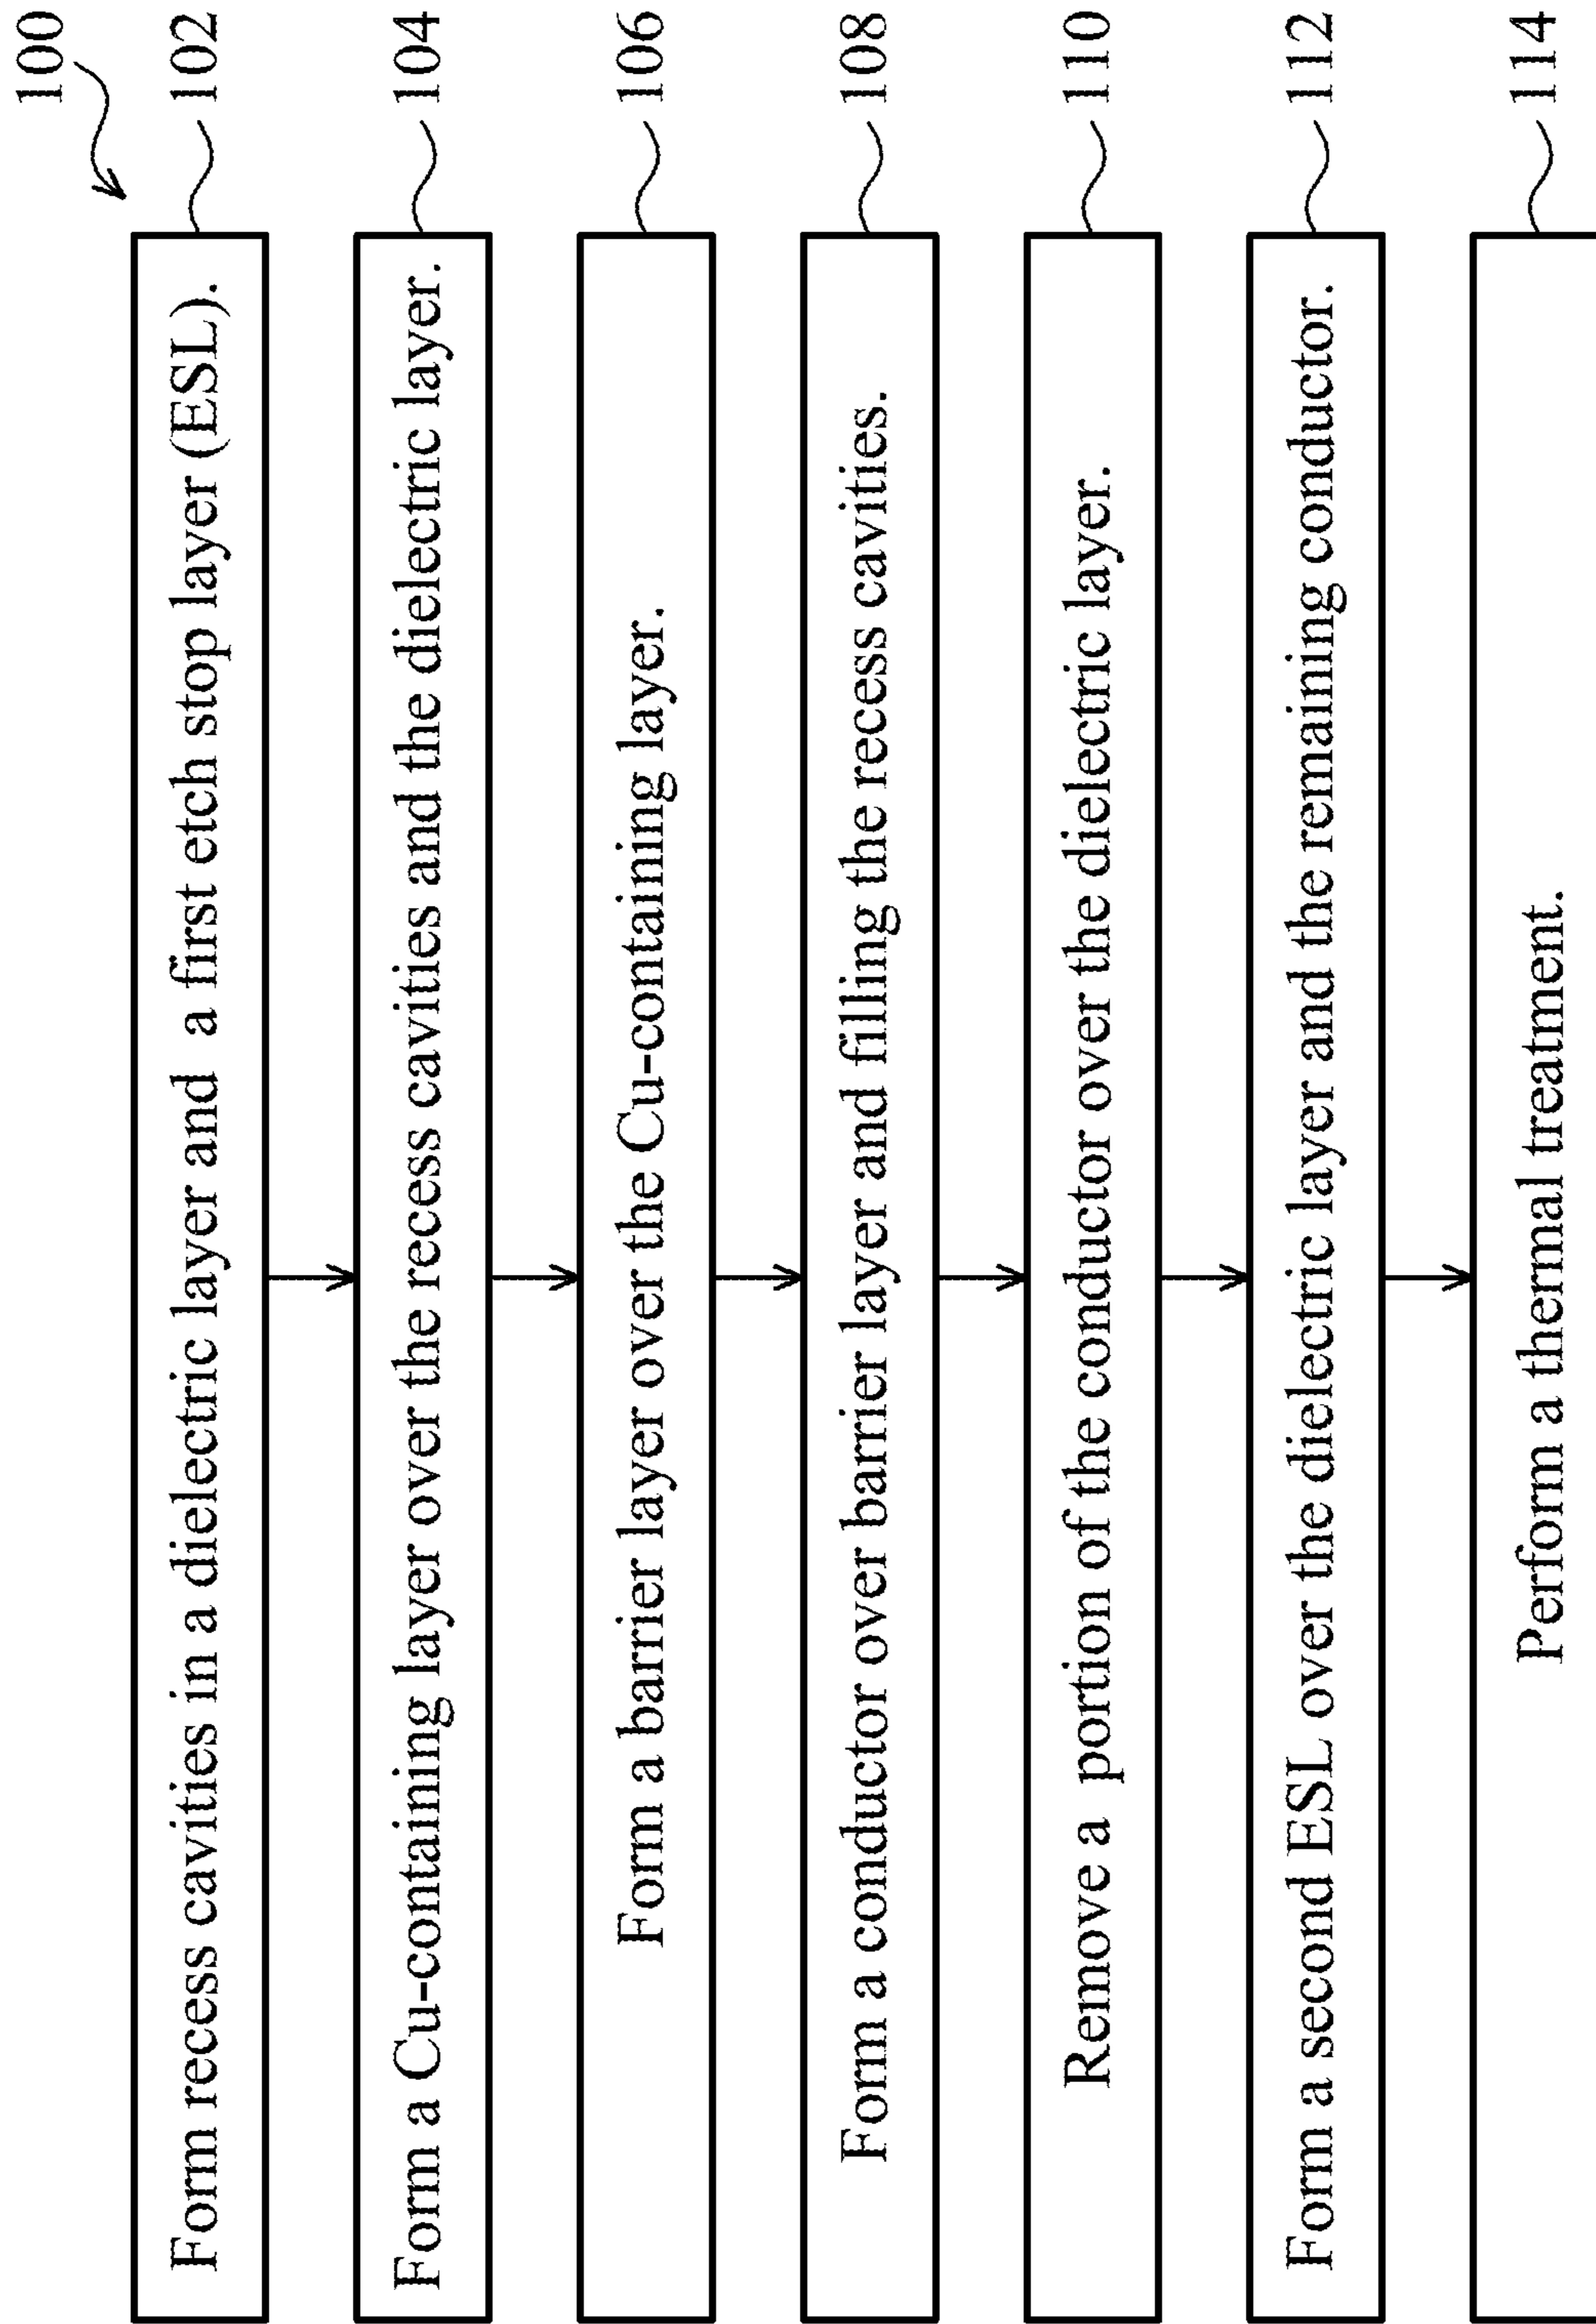 100
Form recess cavities in a dielectric layer and a first etch stop layer (ESL).
102
Form a Cu-containing layer over the recess cavities and the dielectric layer.
104
Form a barrier layer over the Cu-containing layer.
106
Form a conductor over barrier layer and filling the recess cavities.
108
Remove a portion of the conductor over the dielectric layer.
110
Form a second ESL over the dielectric layer and the remaining conductor.
112
Perform a thermal treatment.
114